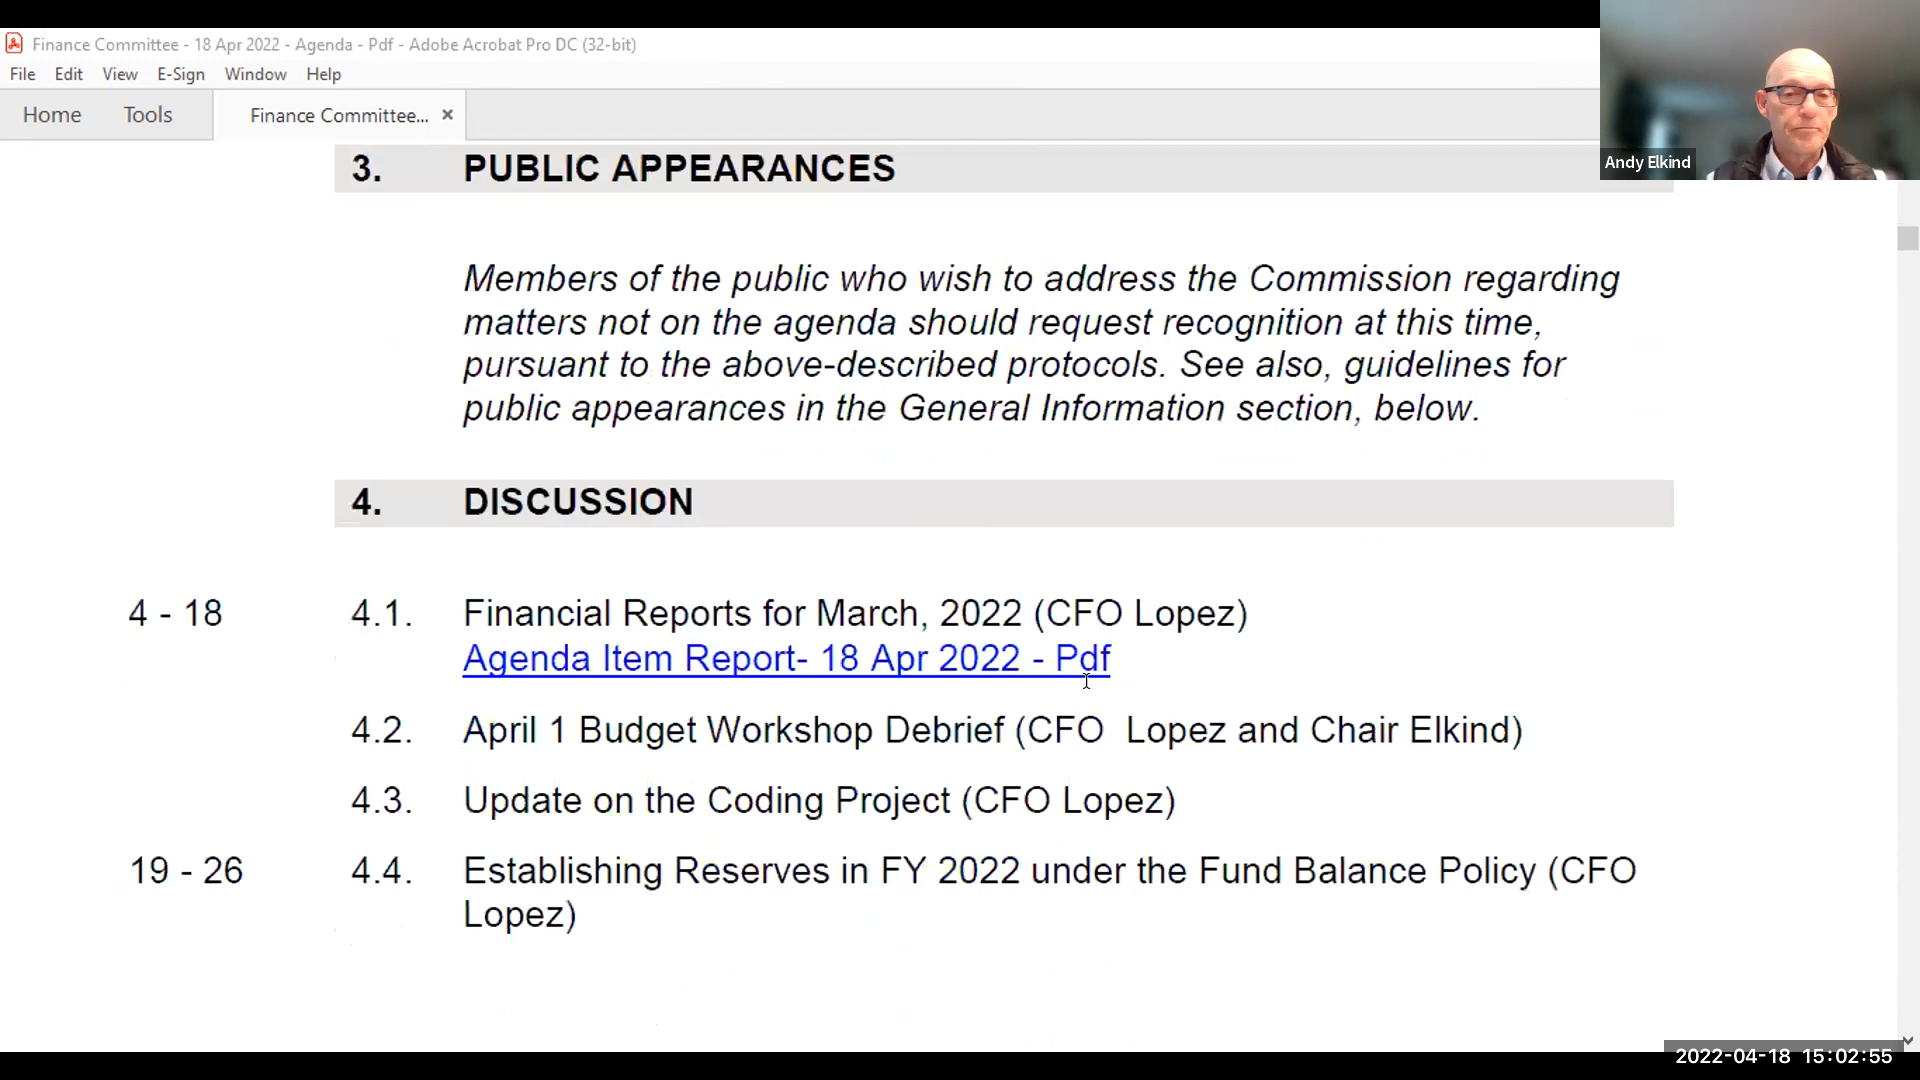 Finance Committee - 18 Apr 2022 - Agenda - Pdf - Adobe Acrobat Pro DC (32-bit)
File Edit View E-Sign Window Help
Home Tools Finance Committee... ×
Andy Elkind
3. PUBLIC APPEARANCES
Members of the public who wish to address the Commission regarding
matters not on the agenda should request recognition at this time,
pursuant to the above-described protocols. See also, guidelines for
public appearances in the General Information section, below.
4. DISCUSSION
4 - 18 4.1. Financial Reports for March, 2022 (CFO Lopez)
Agenda Item Report- 18 Apr 2022 - Pdf
4.2. April 1 Budget Workshop Debrief (CFO  Lopez and Chair Elkind)
4.3. Update on the Coding Project (CFO Lopez)
19 - 26 4.4. Establishing Reserves in FY 2022 under the Fund Balance Policy (CFO
Lopez)
2022-04-18 15:02:55